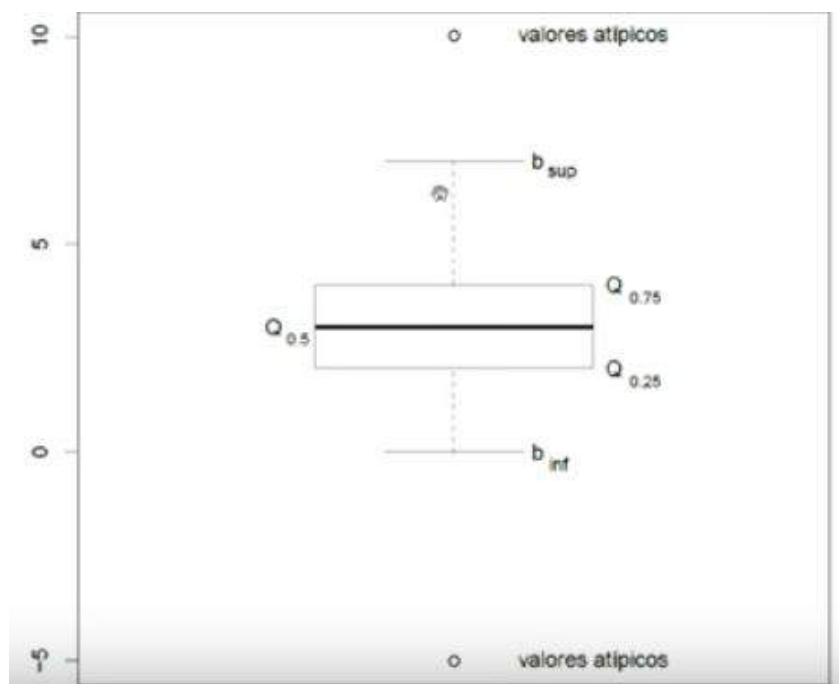 10
valores atípicos
b sup
5
Q 0.75
Q 0.5
Q 0.25
0
b inf
-5
valores atípicos